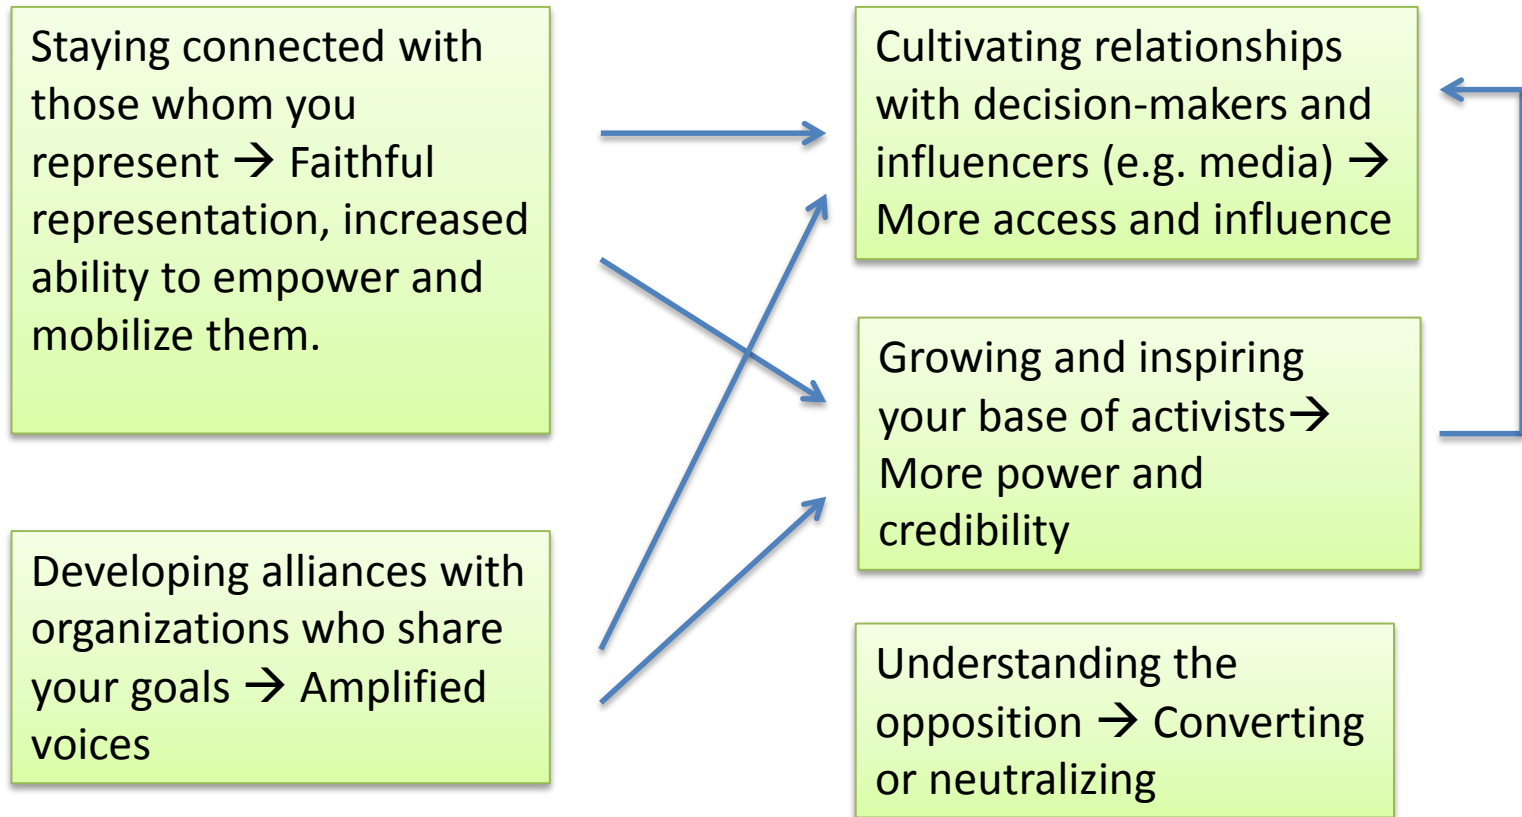 Staying connected with
those whom you
represent → Faithful
representation, increased
ability to empower and
mobilize them.
Developing alliances with
organizations who share
your goals → Amplified
voices
Cultivating relationships
with decision-makers and
influencers (e.g. media) →
More access and influence
Growing and inspiring
your base of activists→
More power and
credibility
Understanding the
opposition → Converting
or neutralizing